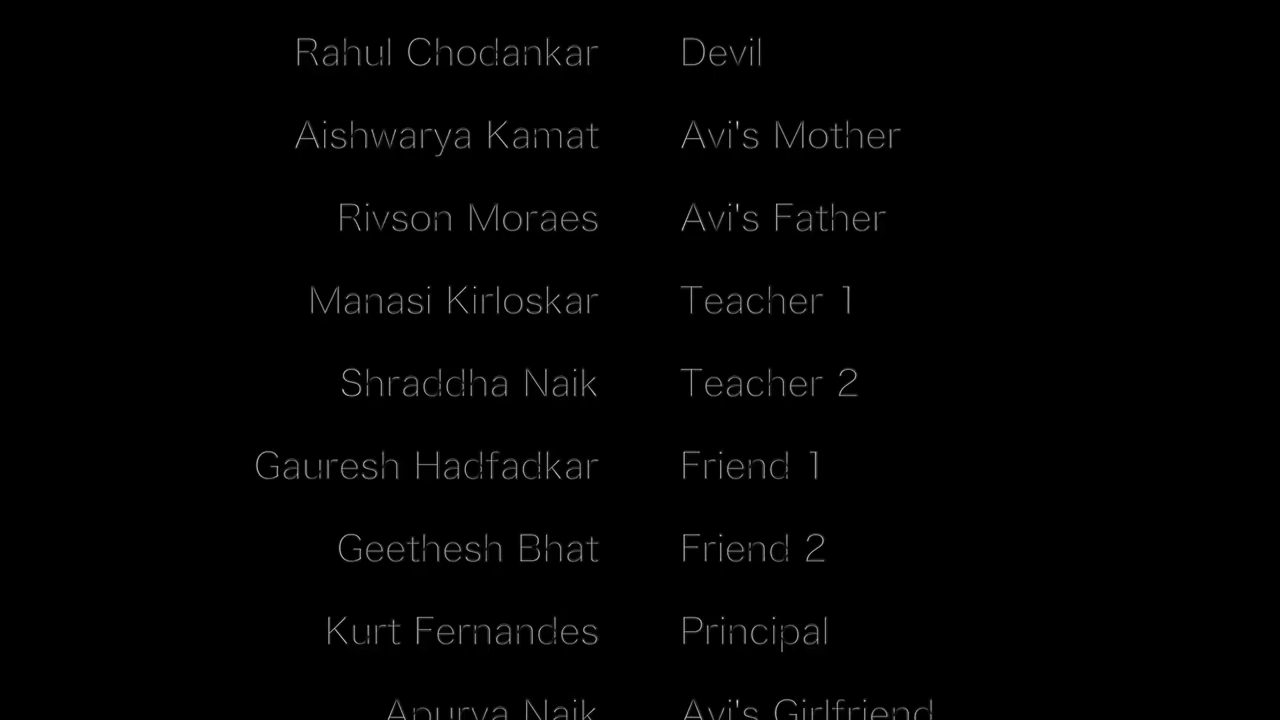 Rahul Chodankar Devil
Aishwarya Kamat Avi's Mother
Rivson Moraes Avi's Father
Manasi Kirloskar Teacher 1
Shraddha Naik Teacher 2
Gauresh Hadfadkar Friend 1
Geethesh Bhat Friend 2
Kurt Fernandes Principal
Apurva Naik Avi's Girlfriend